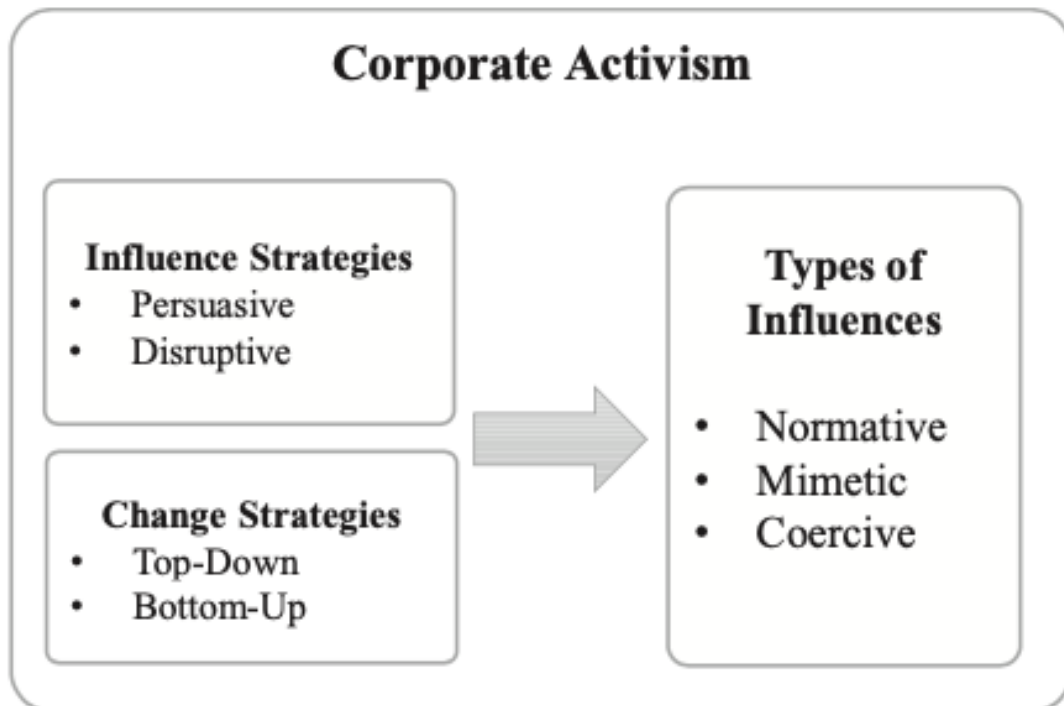 Corporate Activism
Influence Strategies
• Persuasive
• Disruptive
Change Strategies
• Top-Down
• Bottom-Up
Types of
Influences
• Normative
• Mimetic
• Coercive